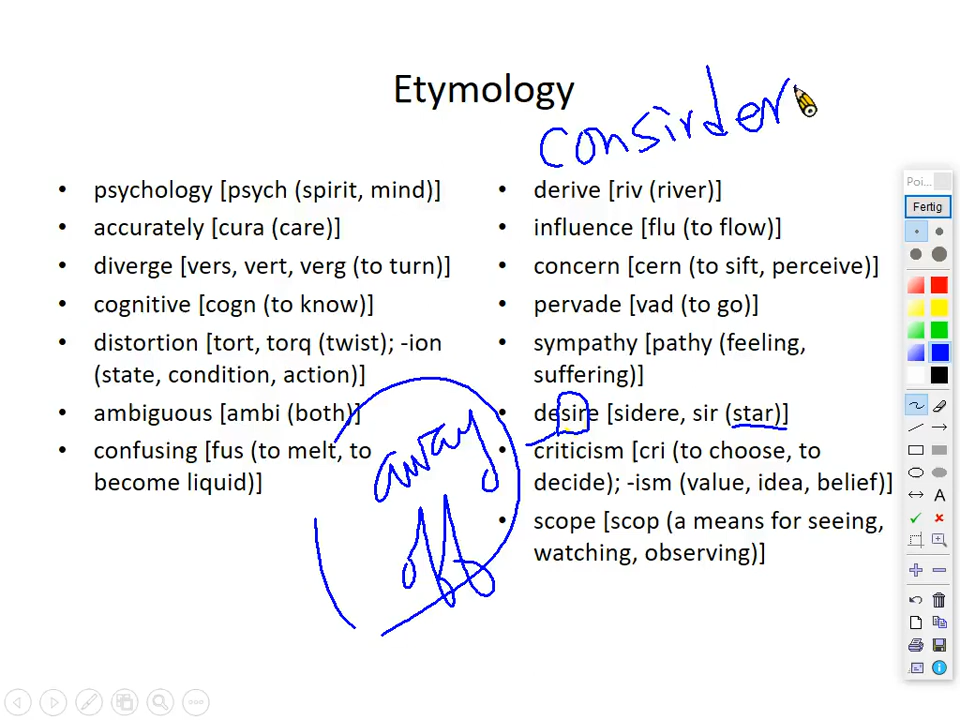 Etymology
consirder
• psychology [psych (spirit, mind)]
• accurately [cura (care)]
• diverge [vers, vert, verg (to turn)]
• cognitive [cogn (to know)]
• distortion [tort, torq (twist); -ion
(state, condition, action)]
• ambiguous [ambi (both)]
• confusing [fus (to melt, to
become liquid)]
away
off
• derive [riv (river)]
• influence [flu (to flow)]
• concern [cern (to sift, perceive)]
• pervade [vad (to go)]
• sympathy [pathy (feeling,
suffering)]
• desire [sidere, sir (star)]
• criticism [cri (to choose, to
decide); -ism (value, idea, belief)]
• scope [scop (a means for seeing,
watching, observing)]
Poi...
Fertig
A